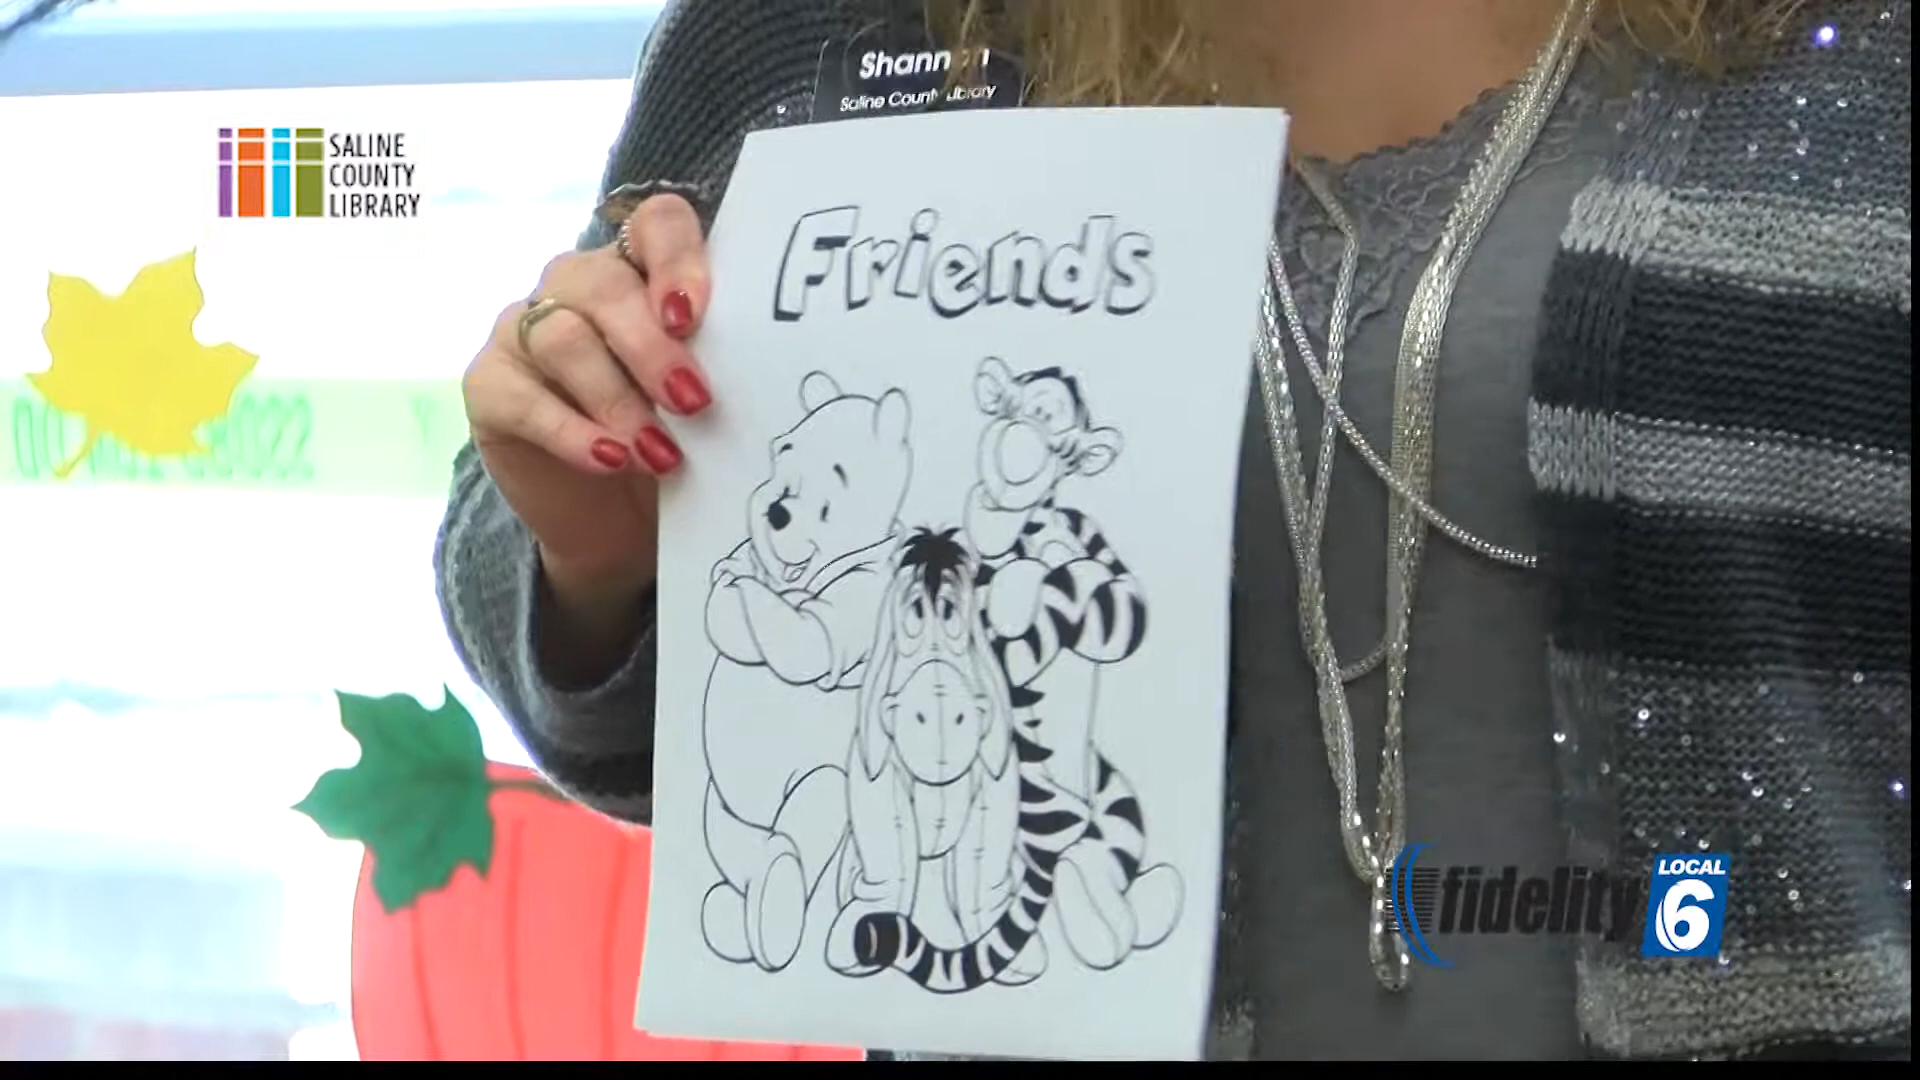 Shannon
Saline County Library
SALINE
COUNTY
LIBRARY
Friends
fidelity
LOCAL
6